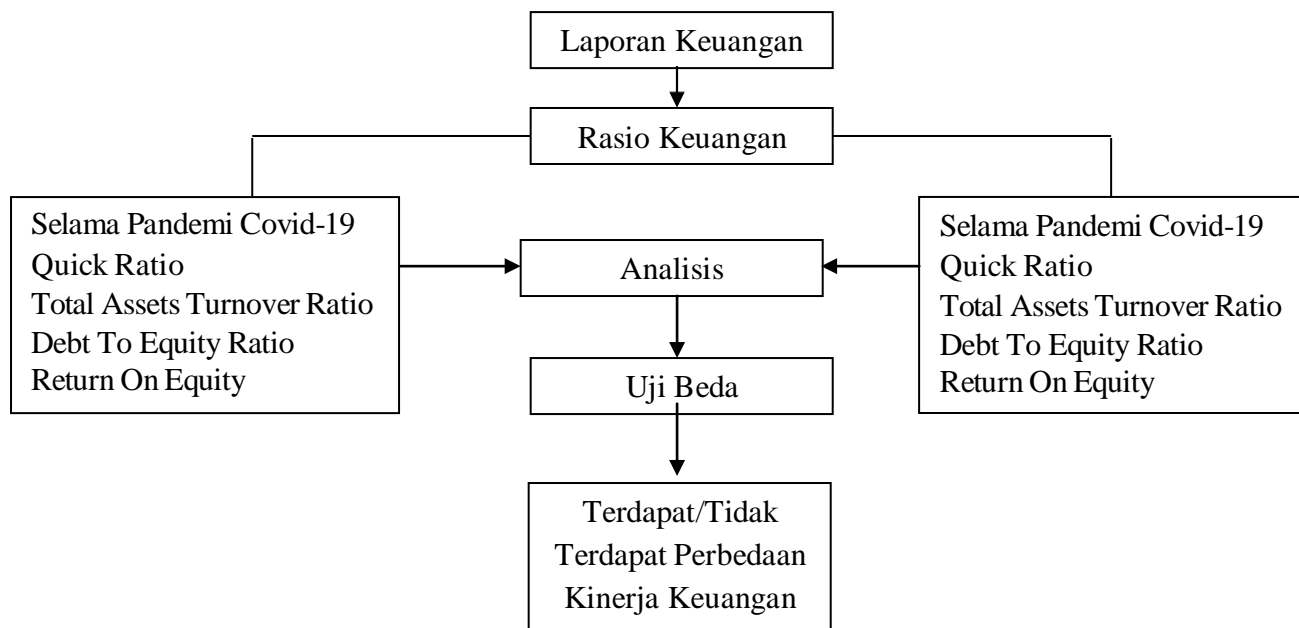 Laporan Keuangan
Rasio Keuangan
Selama Pandemi Covid-19
Quick Ratio
Total Assets Turnover Ratio
Debt To Equity Ratio
Return On Equity
Analisis
Selama Pandemi Covid-19
Quick Ratio
Total Assets Turnover Ratio
Debt To Equity Ratio
Return On Equity
Uji Beda
Terdapat/Tidak
Terdapat Perbedaan
Kinerja Keuangan